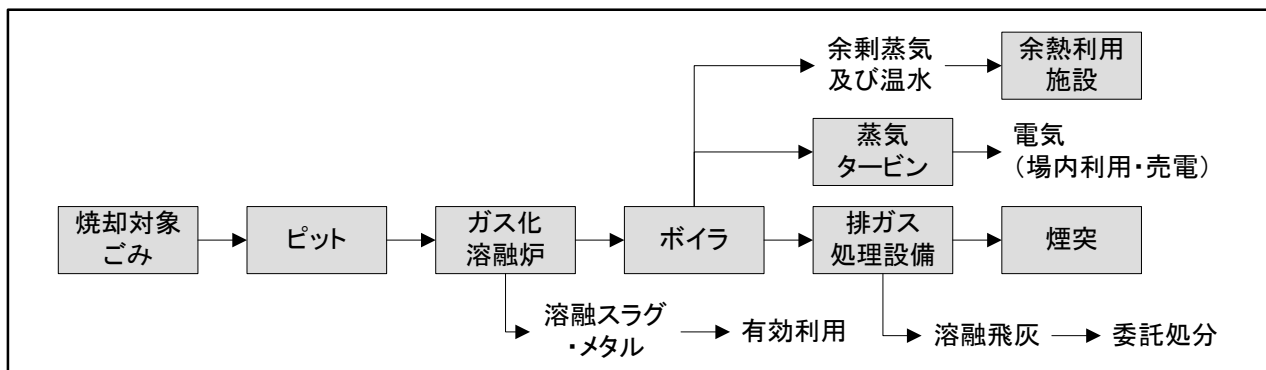 余剰蒸気
及び温水
余熱利用
施設
蒸気
タービン
電気
（場内利用・売電）
焼却対象
ごみ
ピット
ガス化
溶融炉
ボイラ
排ガス
処理設備
煙突
溶融スラグ
・メタル
有効利用
溶融飛灰
委託処分